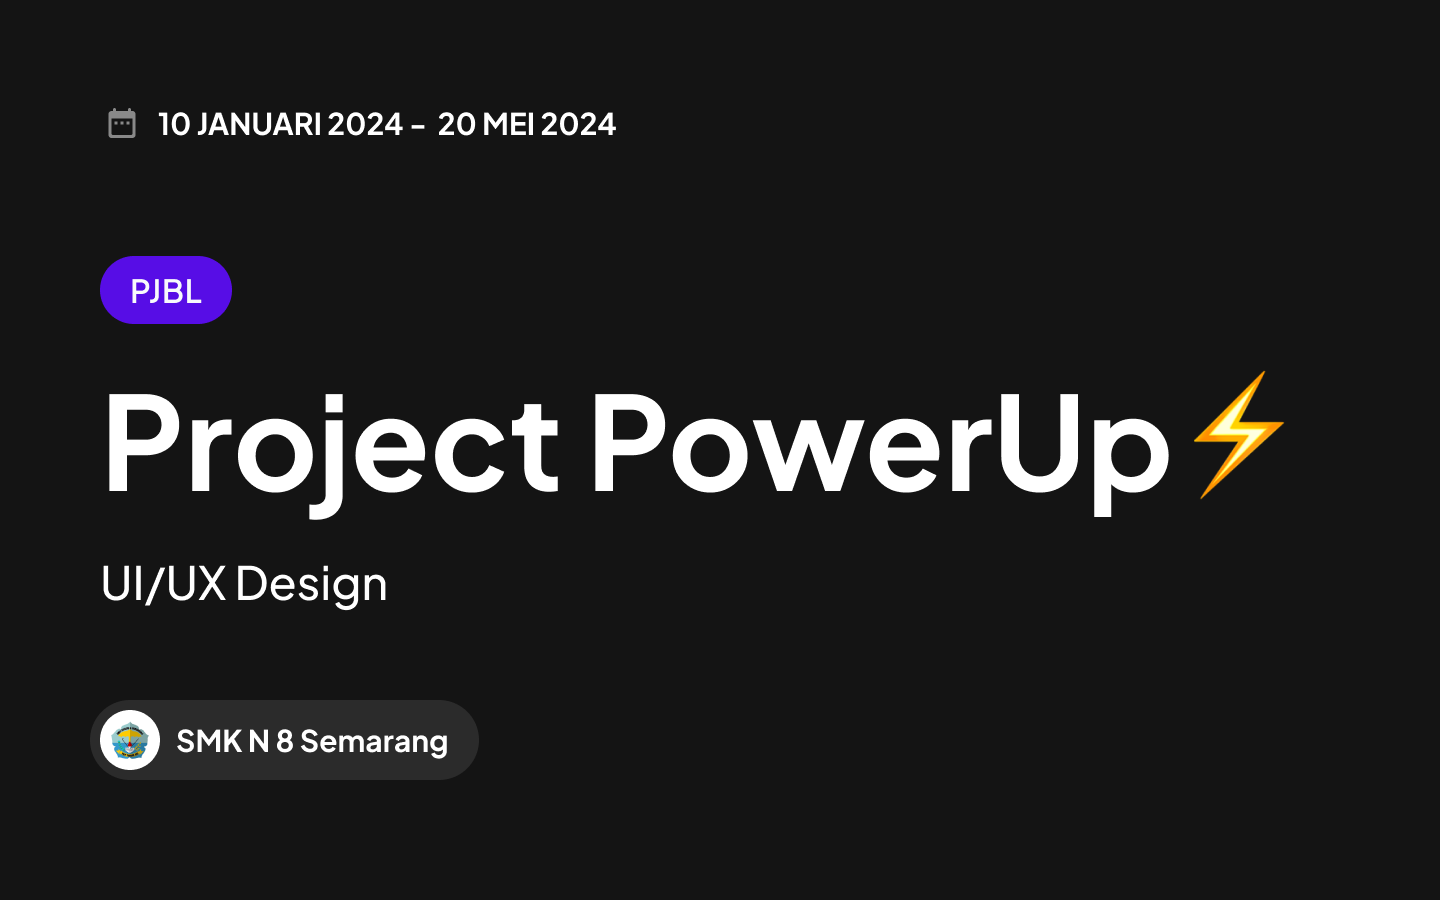 10 JANUARI 2024 – 20 MEI 2024
PJBL
Project PowerUp⚡
UI/UX Design
SMK N 8 Semarang